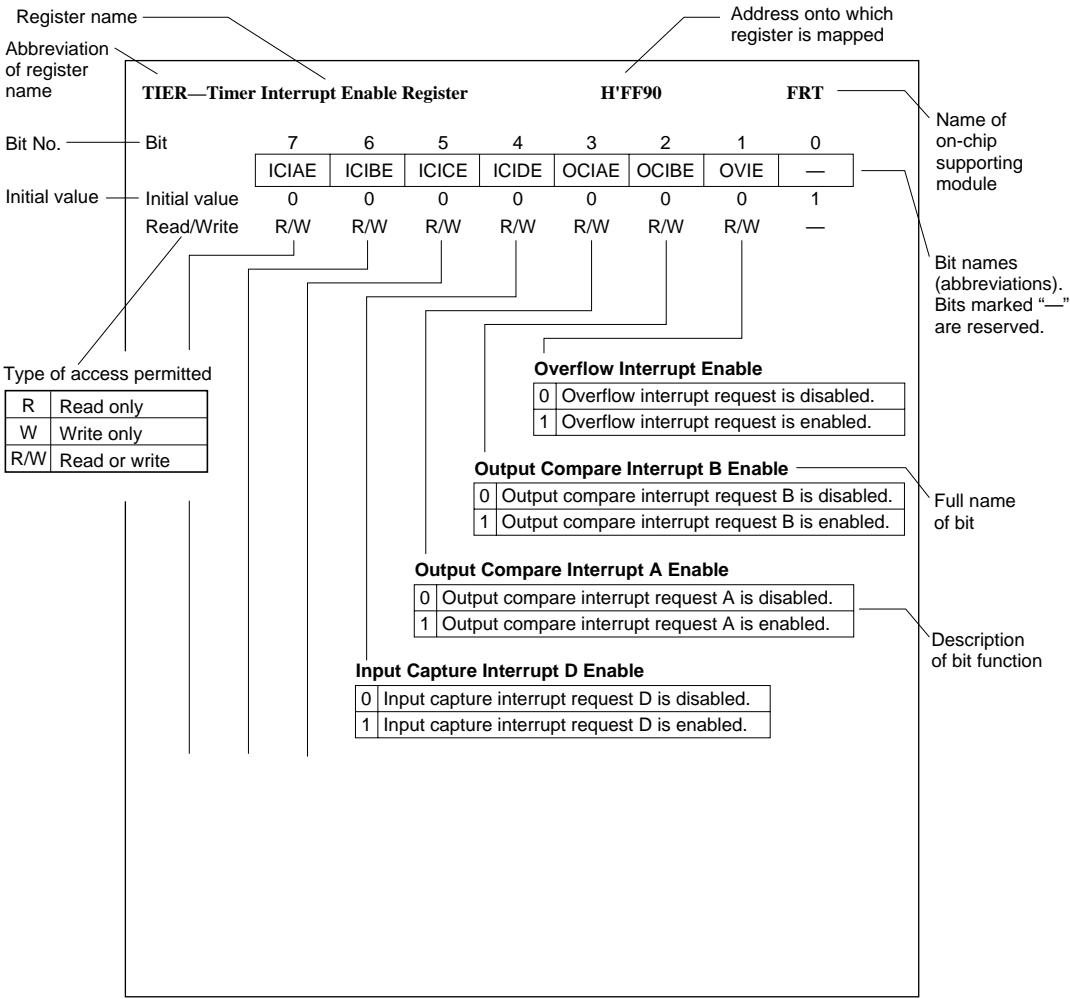 Register name
Address onto which
register is mapped
Abbreviation
of register
name
TIER—Timer Interrupt Enable Register H'FF90 FRT
Name of
on-chip
supporting
module
Bit No. Bit 7 6 5 4 3 2 1 0
ICIAE ICIBE ICICE ICIDE OCIAE OCIBE OVIE —
Initial value Initial value 0 0 0 0 0 0 0 1
Read/Write R/W R/W R/W R/W R/W R/W R/W —
Bit names
(abbreviations).
Bits marked “—”
are reserved.
Type of access permitted
R Read only
W Write only
R/W Read or write
Overflow Interrupt Enable
0 Overflow interrupt request is disabled.
1 Overflow interrupt request is enabled.
Output Compare Interrupt B Enable
0 Output compare interrupt request B is disabled.
1 Output compare interrupt request B is enabled.
Full name
of bit
Output Compare Interrupt A Enable
0 Output compare interrupt request A is disabled.
1 Output compare interrupt request A is enabled.
Description
of bit function
Input Capture Interrupt D Enable
0 Input capture interrupt request D is disabled.
1 Input capture interrupt request D is enabled.